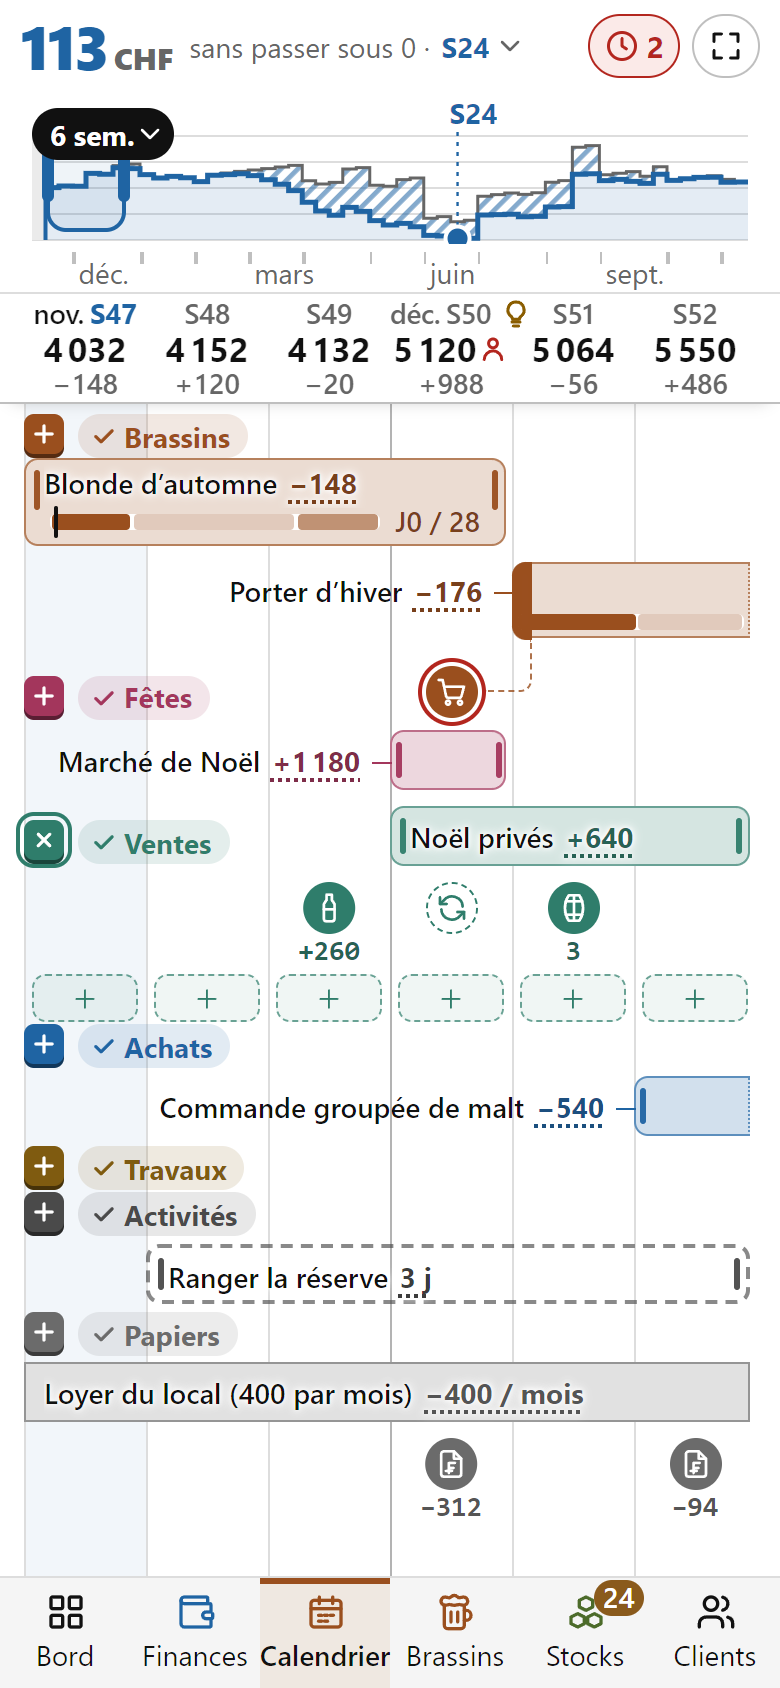 113 CHF sans passer sous 0 · S24
2
S24
6 sem.
déc. mars juin sept.
nov. S47 S48 S49 déc. S50 S51 S52
4 032 4 152 4 132 5 120 5 064 5 550
−148 +120 −20 +988 −56 +486
+ Brassins
Blonde d’automne −148
J0 / 28
Porter d’hiver −176
+ Fêtes
Marché de Noël +1 180
Noël privés +640
× Ventes
+260 3
+ + + + + +
+ Achats
Commande groupée de malt −540
+ Travaux
+ Activités
Ranger la réserve 3 j
+ Papiers
Loyer du local (400 par mois) −400 / mois
−312 −94
24
Bord Finances Calendrier Brassins Stocks Clients